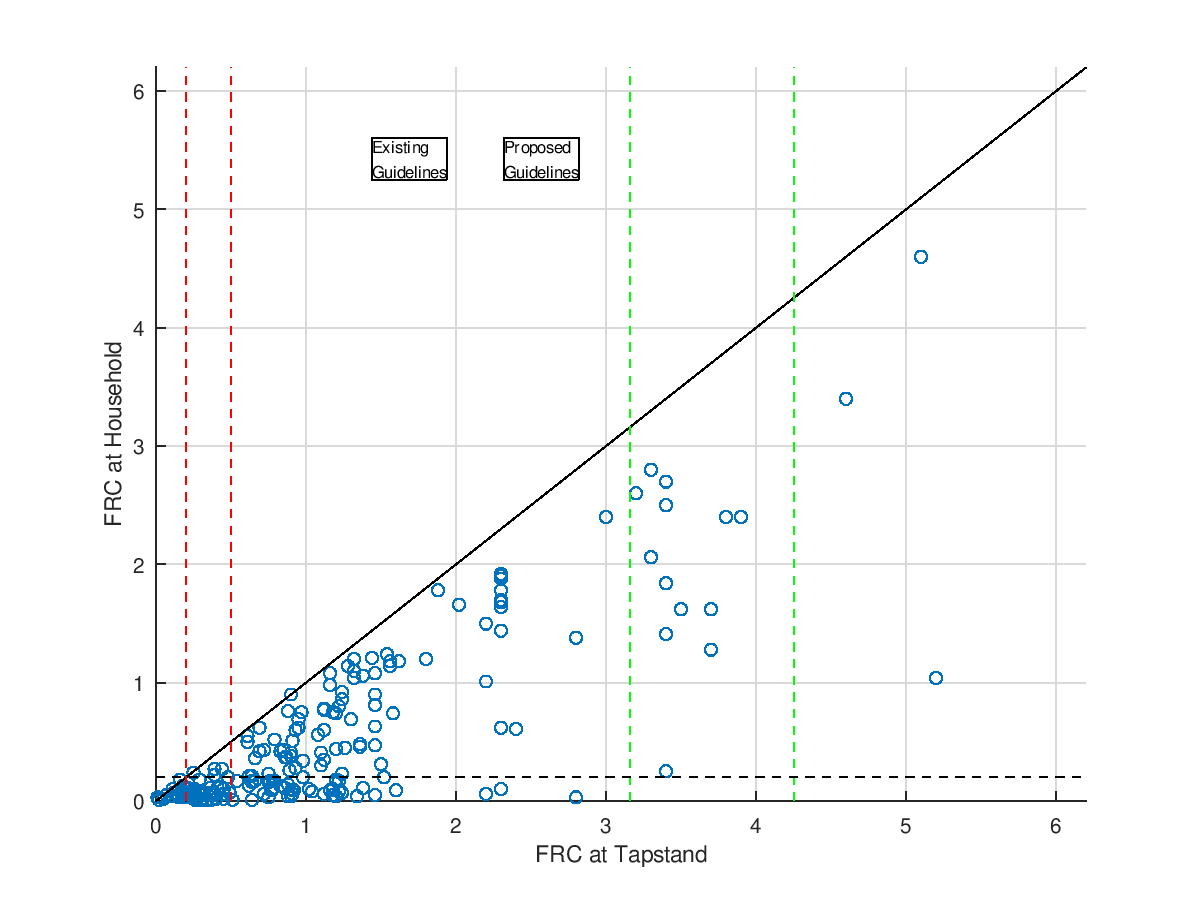 6
5
4
3
2
1
0
Existing
Guidelines
Proposed
Guidelines
FRC at Household
0 1 2 3 4 5 6
FRC at Tapstand